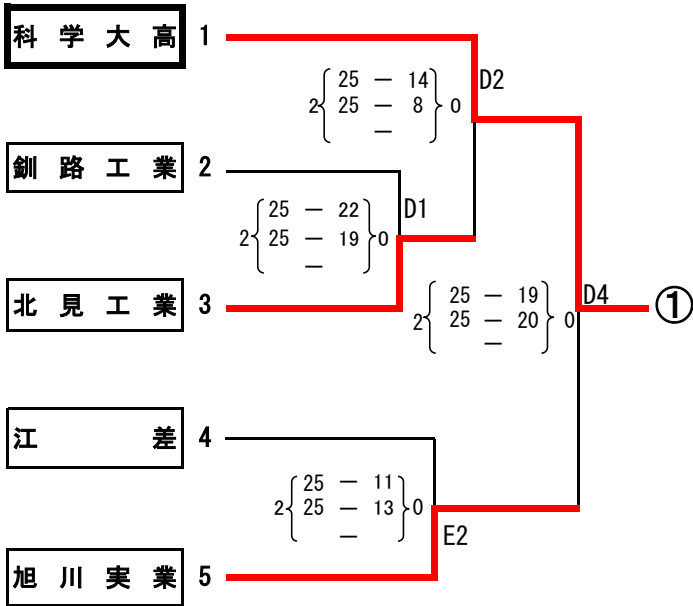 科学大高 1
D2
25 － 14
2 25 － 8 0
－
釧路工業 2
D1
25 － 22
2 25 － 19 0
－
北見工業 3
D4 ①
25 － 19
2 25 － 20 0
－
江差 4
25 － 11
2 25 － 13 0
－
E2
旭川実業 5